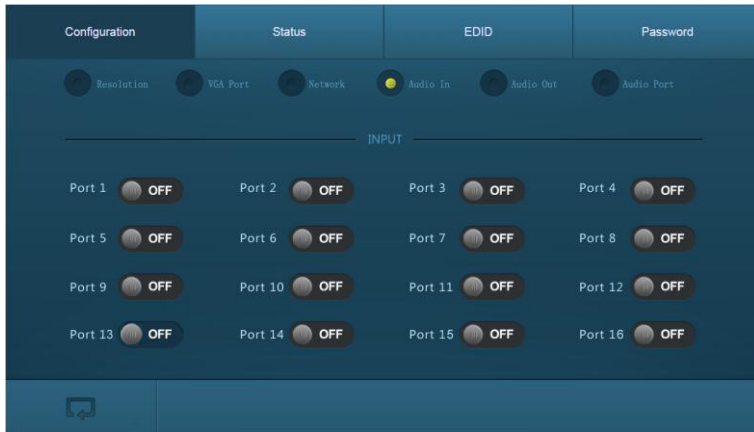 Configuration Status EDID Password
Resolution VGA Port Network Audio In Audio Out Audio Port
INPUT
Port 1 OFF Port 2 OFF Port 3 OFF Port 4 OFF
Port 5 OFF Port 6 OFF Port 7 OFF Port 8 OFF
Port 9 OFF Port 10 OFF Port 11 OFF Port 12 OFF
Port 13 OFF Port 14 OFF Port 15 OFF Port 16 OFF